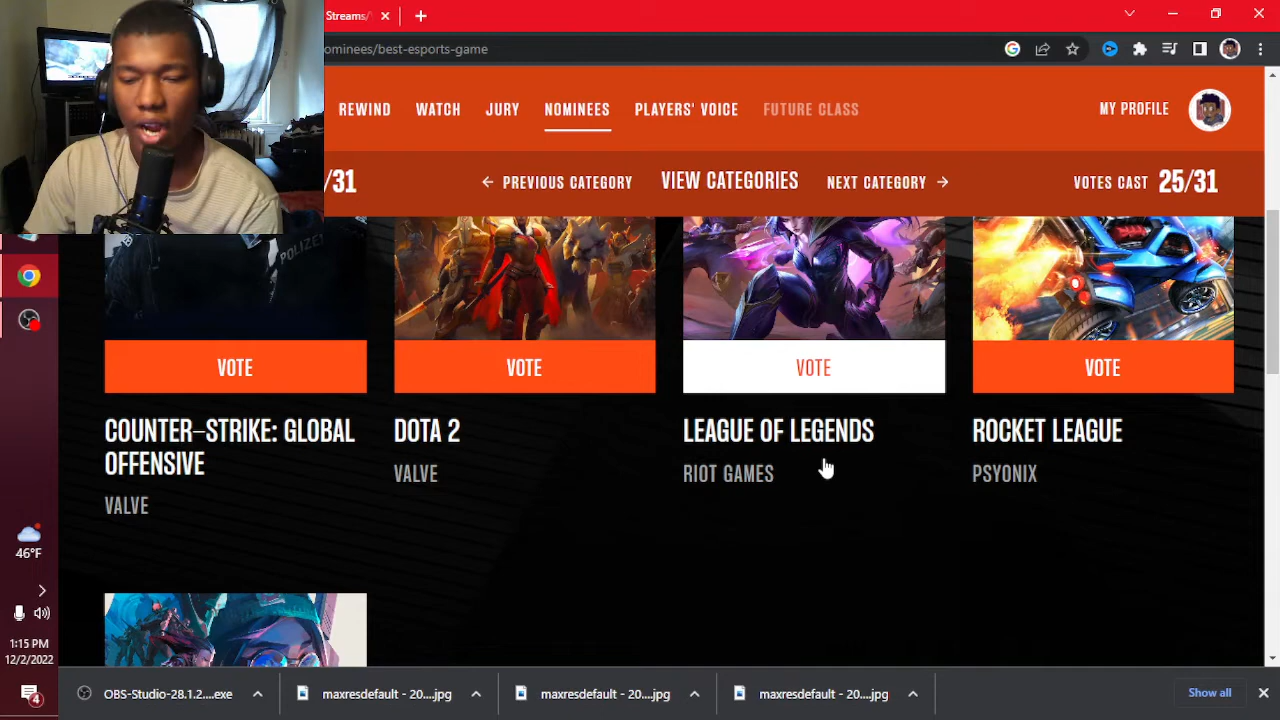 Streams/
ominees/best-esports-game
REWIND WATCH JURY NOMINEES PLAYERS' VOICE FUTURE CLASS MY PROFILE
/31 ← PREVIOUS CATEGORY VIEW CATEGORIES NEXT CATEGORY → VOTES CAST 25/31
POLIZEI
VOTE VOTE VOTE VOTE
COUNTER-STRIKE: GLOBAL OFFENSIVE
VALVE
DOTA 2
VALVE
LEAGUE OF LEGENDS
RIOT GAMES
ROCKET LEAGUE
PSYONIX
46°F
1:15 PM
12/2/2022
4
OBS-Studio-28.1.2....exe maxresdefault - 20....jpg maxresdefault - 20....jpg maxresdefault - 20....jpg Show all